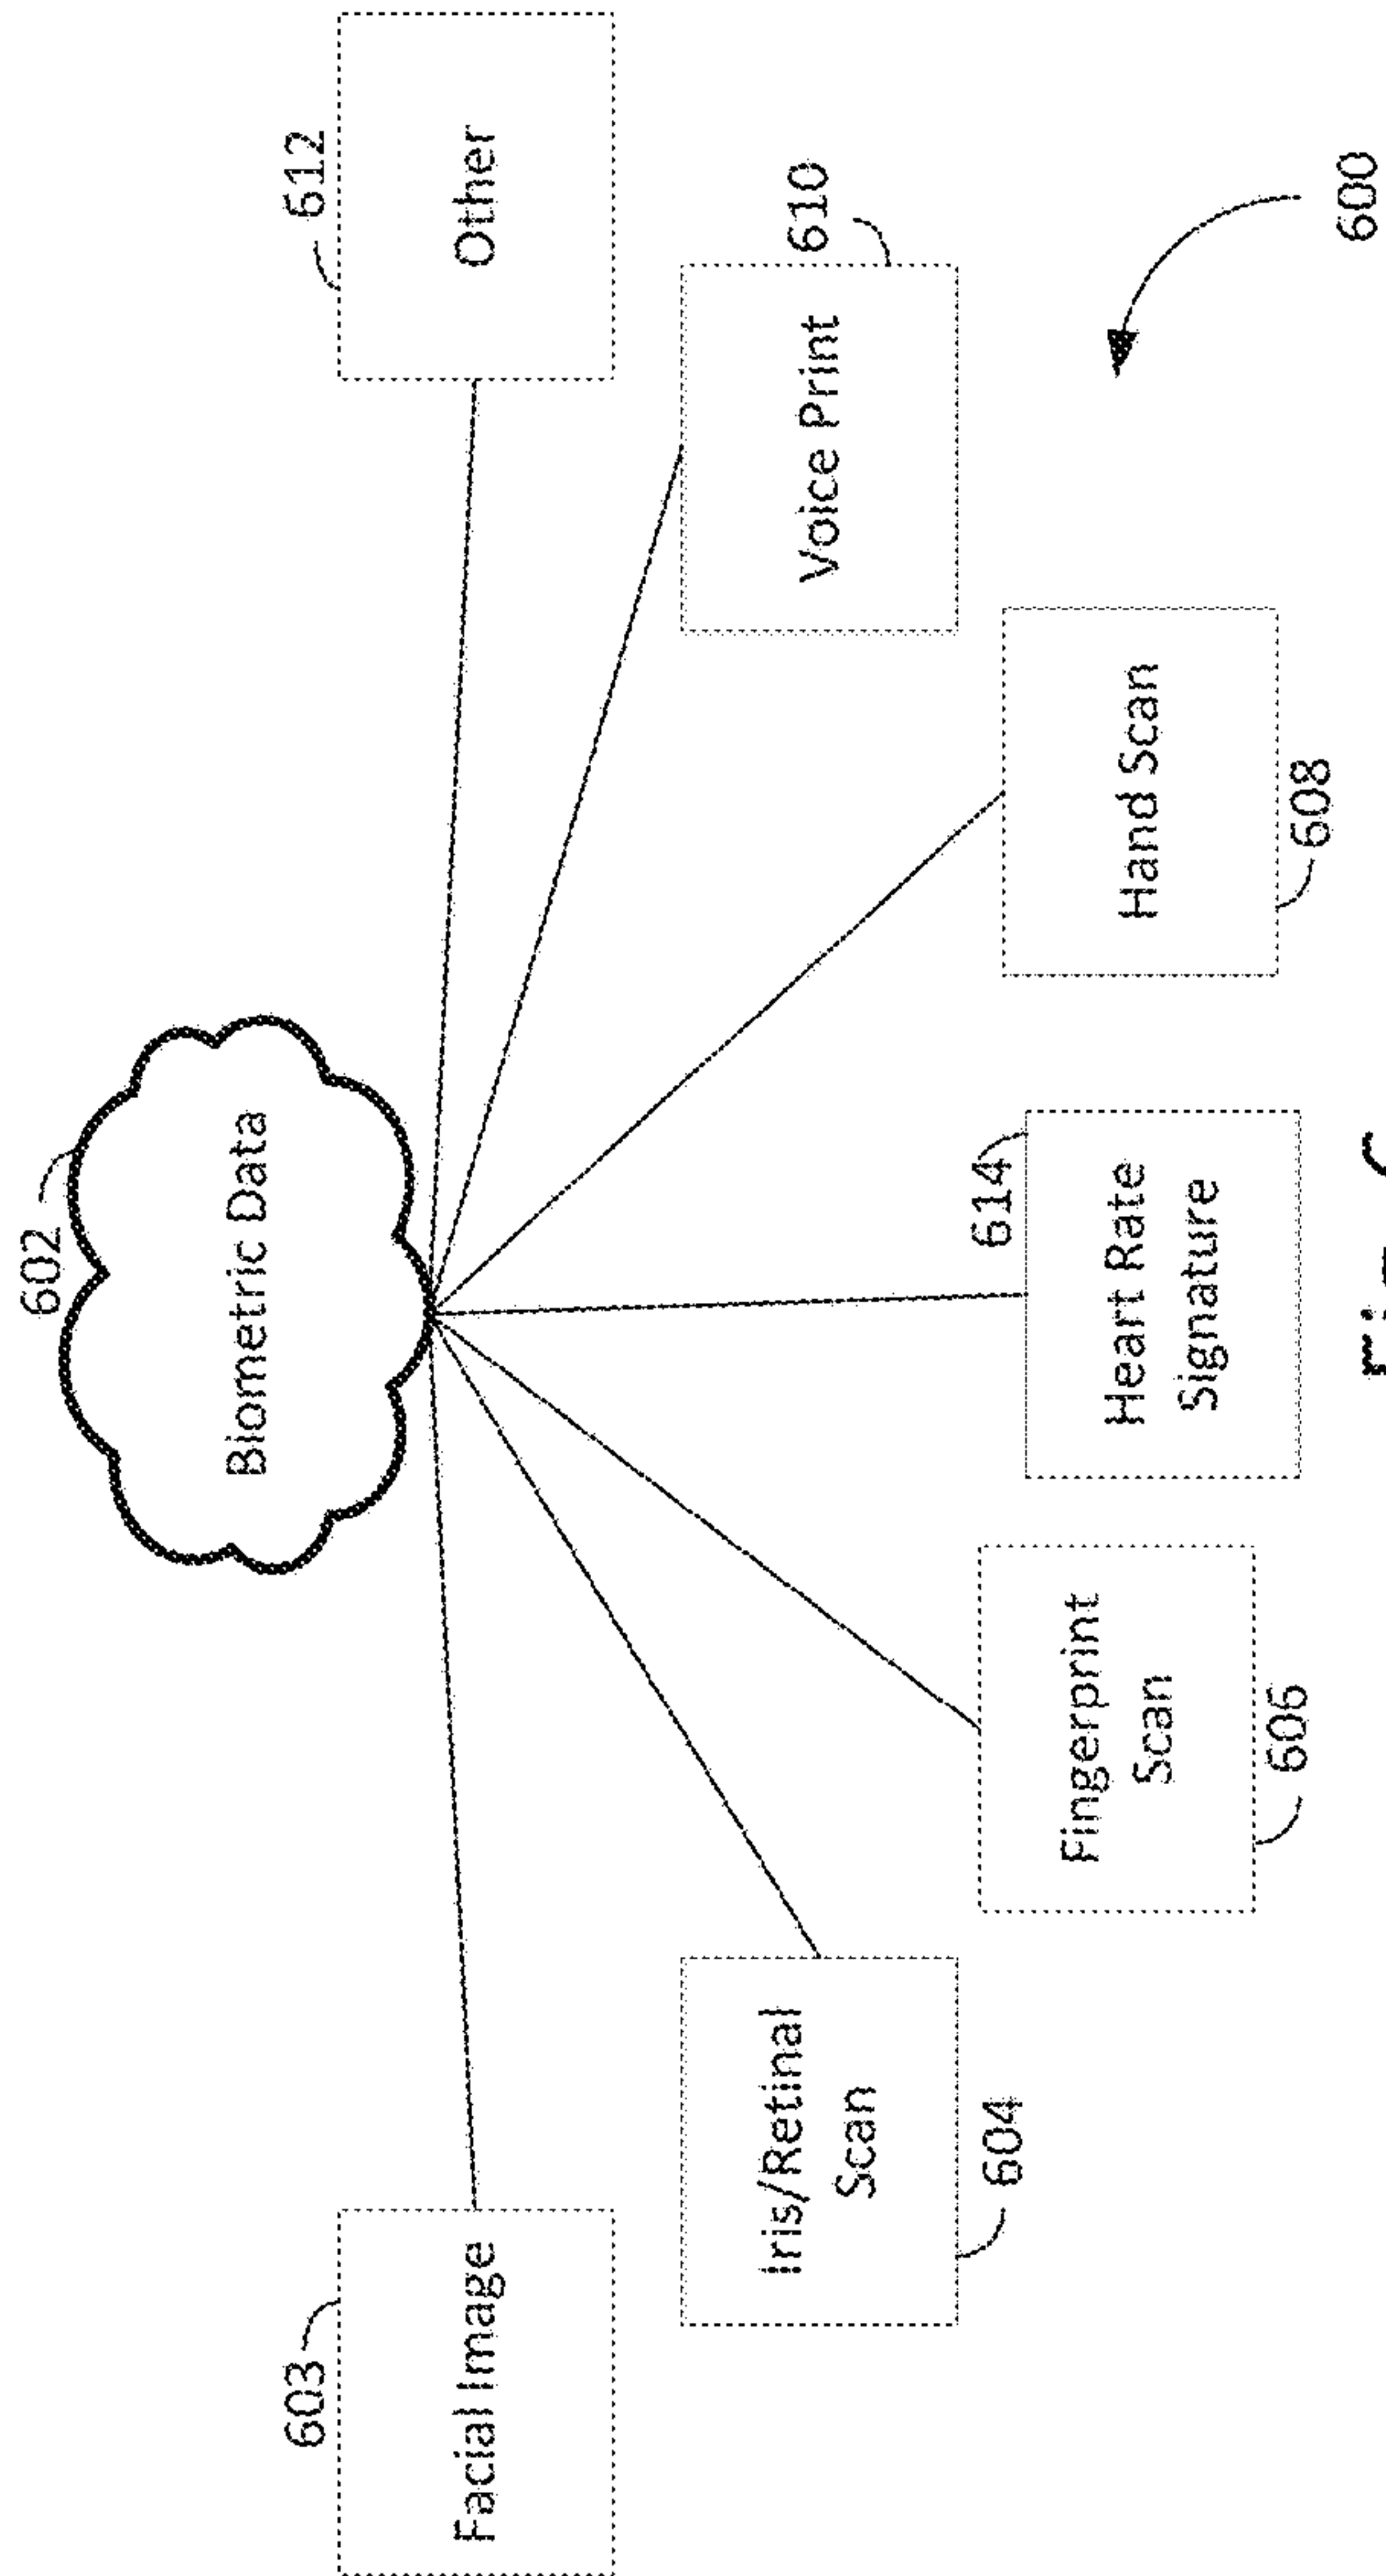 602
Biometric Data
603
Facial Image
612
Other
Iris/Retinal
Scan
604
Voice Print
610
Fingerprint
Scan
606
614
Heart Rate
Signature
Hand Scan
608
600